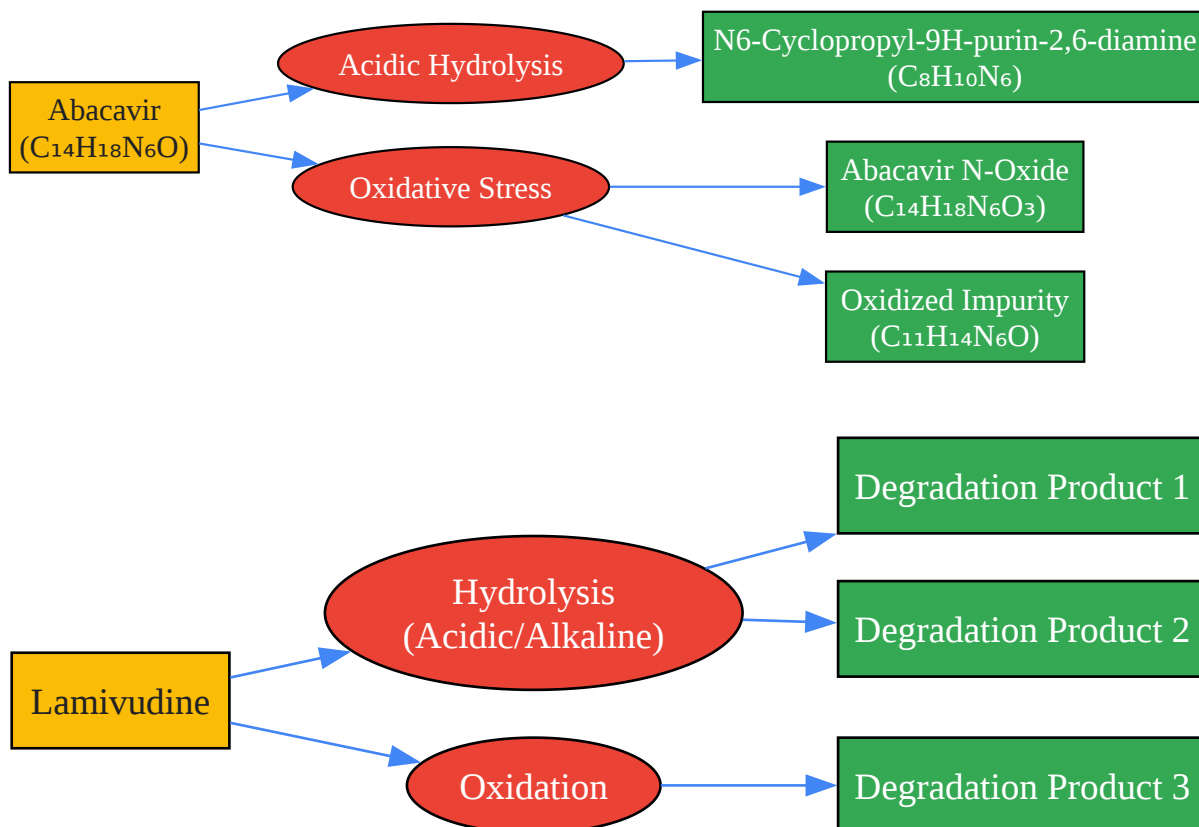 Abacavir
(C₁₄H₁₈N₆O)
Acidic Hydrolysis
N6-Cyclopropyl-9H-purin-2,6-diamine
(C₈H₁₀N₆)
Oxidative Stress
Abacavir N-Oxide
(C₁₄H₁₈N₆O₃)
Oxidized Impurity
(C₁₁H₁₄N₆O)
Lamivudine
Hydrolysis
(Acidic/Alkaline)
Degradation Product 1
Degradation Product 2
Oxidation
Degradation Product 3